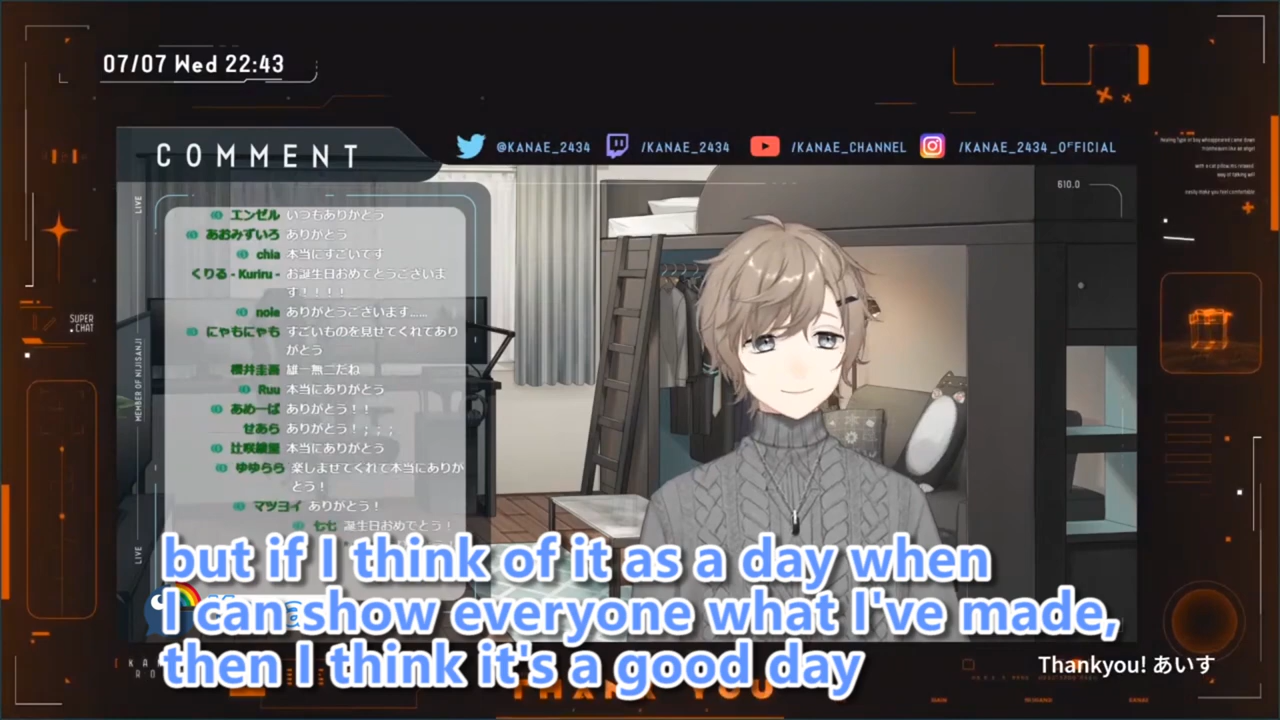 07/07 Wed 22:43
COMMENT
@KANAE_2434
/KANAE_2434
/KANAE_CHANNEL
/KANAE_2434_OFFICIAL
610.0
LIVE
エンゼル いつもありがとう
あおみずいろ ありがとう
chia 本当にすごいです
くりる - Kuriru - お誕生日おめでとうございま
す！！！！
nole ありがとうございます……
にゃもにゃも すごいものを見せてくれてあり
がとう
櫻井圭吾 雄一無二だね
Ruu 本当にありがとう
あめーば ありがとう！！
せあら ありがとう！；；；
本当にありがとう
ゆゆらら 楽しませてくれて本当にありが
とう！
マツヨイ ありがとう！
七七 誕生日おめでとう！
SUPER
CHAT
MEMBER OF NIJISANJI
LIVE
but if I think of it as a day when
I can show everyone what I've made,
then I think it's a good day
Thankyou! あいす
THANK YOU